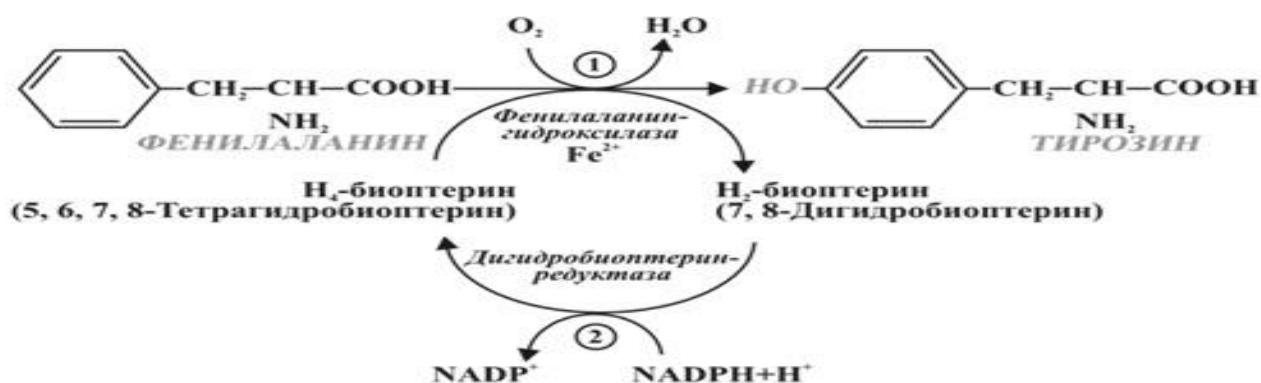 O₂ H₂O
1
CH₂—CH—COOH
NH₂
ФЕНИЛАЛАНИН
Фенилаланин-
гидроксилаза
Fe²⁺
HO CH₂—CH—COOH
NH₂
ТИРОЗИН
H₄-биоптерин
(5, 6, 7, 8-Тетрагидробиоптерин)
H₂-биоптерин
(7, 8-Дигидробиоптерин)
Дигидробиоптерин-
редуктаза
2
NADP⁺ NADPH+H⁺